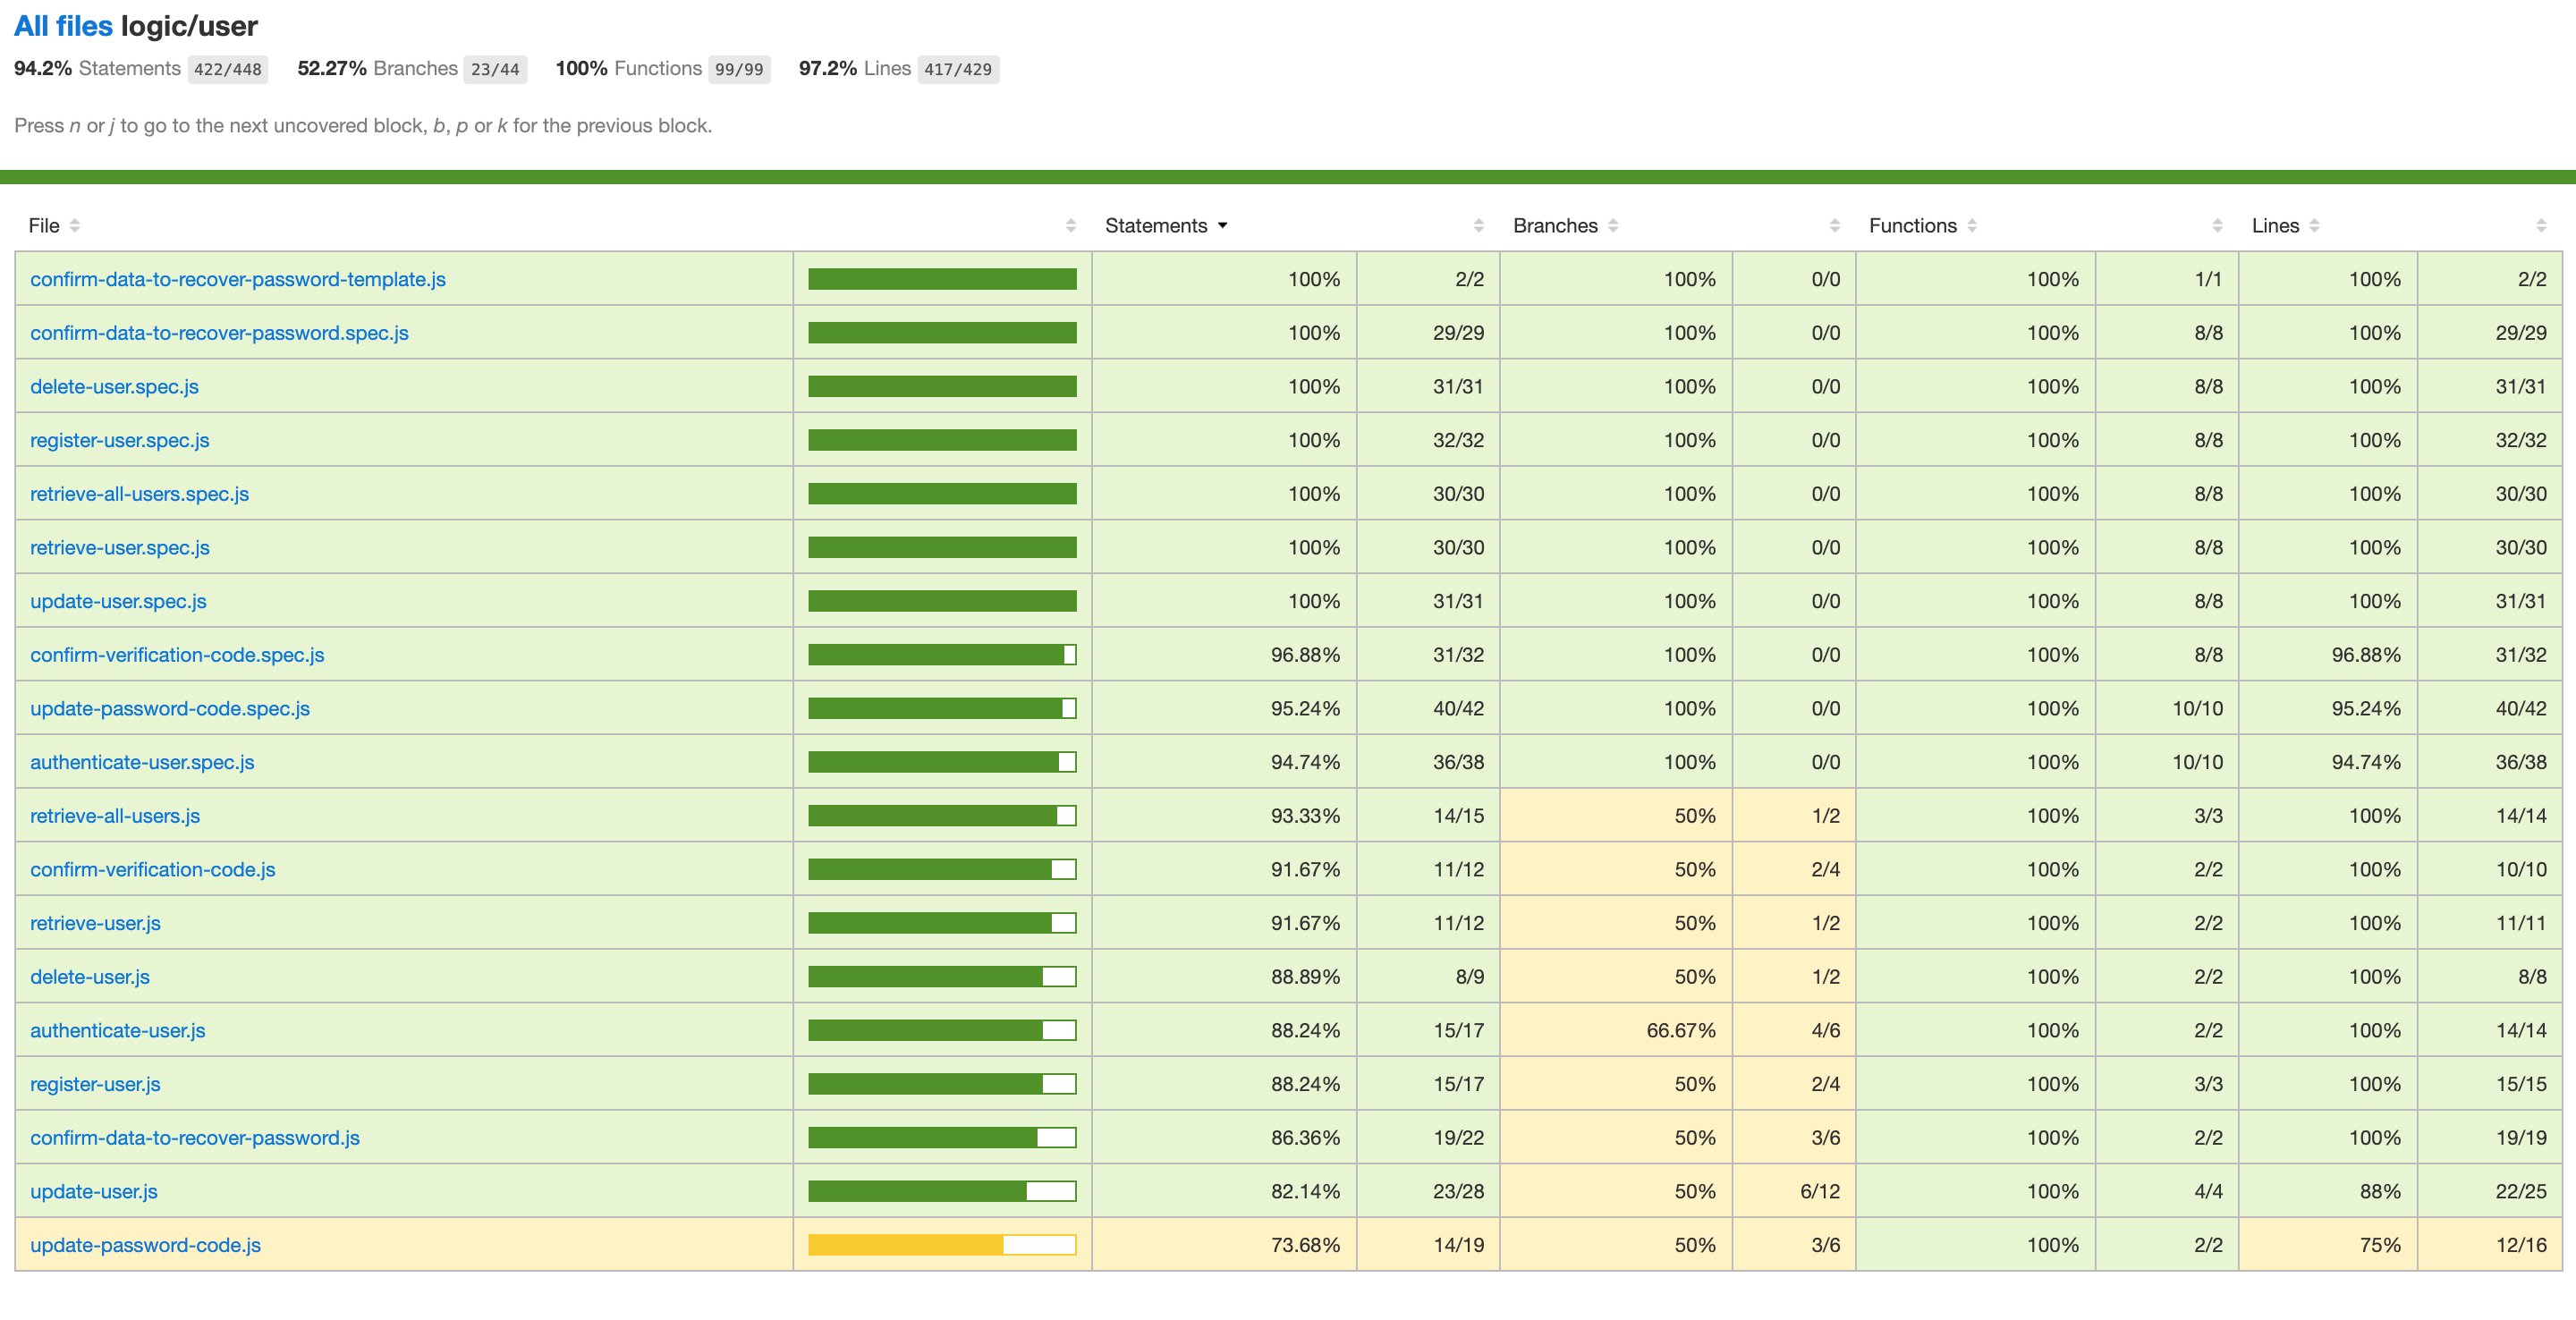 All files logic/user
94.2% Statements 422/448 52.27% Branches 23/44 100% Functions 99/99 97.2% Lines 417/429
Press n or j to go to the next uncovered block, b, p or k for the previous block.
File Statements Branches Functions Lines
confirm-data-to-recover-password-template.js 100% 2/2 100% 0/0 100% 1/1 100% 2/2
confirm-data-to-recover-password.spec.js 100% 29/29 100% 0/0 100% 8/8 100% 29/29
delete-user.spec.js 100% 31/31 100% 0/0 100% 8/8 100% 31/31
register-user.spec.js 100% 32/32 100% 0/0 100% 8/8 100% 32/32
retrieve-all-users.spec.js 100% 30/30 100% 0/0 100% 8/8 100% 30/30
retrieve-user.spec.js 100% 30/30 100% 0/0 100% 8/8 100% 30/30
update-user.spec.js 100% 31/31 100% 0/0 100% 8/8 100% 31/31
confirm-verification-code.spec.js 96.88% 31/32 100% 0/0 100% 8/8 96.88% 31/32
update-password-code.spec.js 95.24% 40/42 100% 0/0 100% 10/10 95.24% 40/42
authenticate-user.spec.js 94.74% 36/38 100% 0/0 100% 10/10 94.74% 36/38
retrieve-all-users.js 93.33% 14/15 50% 1/2 100% 3/3 100% 14/14
confirm-verification-code.js 91.67% 11/12 50% 2/4 100% 2/2 100% 10/10
retrieve-user.js 91.67% 11/12 50% 1/2 100% 2/2 100% 11/11
delete-user.js 88.89% 8/9 50% 1/2 100% 2/2 100% 8/8
authenticate-user.js 88.24% 15/17 66.67% 4/6 100% 2/2 100% 14/14
register-user.js 88.24% 15/17 50% 2/4 100% 3/3 100% 15/15
confirm-data-to-recover-password.js 86.36% 19/22 50% 3/6 100% 2/2 100% 19/19
update-user.js 82.14% 23/28 50% 6/12 100% 4/4 88% 22/25
update-password-code.js 73.68% 14/19 50% 3/6 100% 2/2 75% 12/16